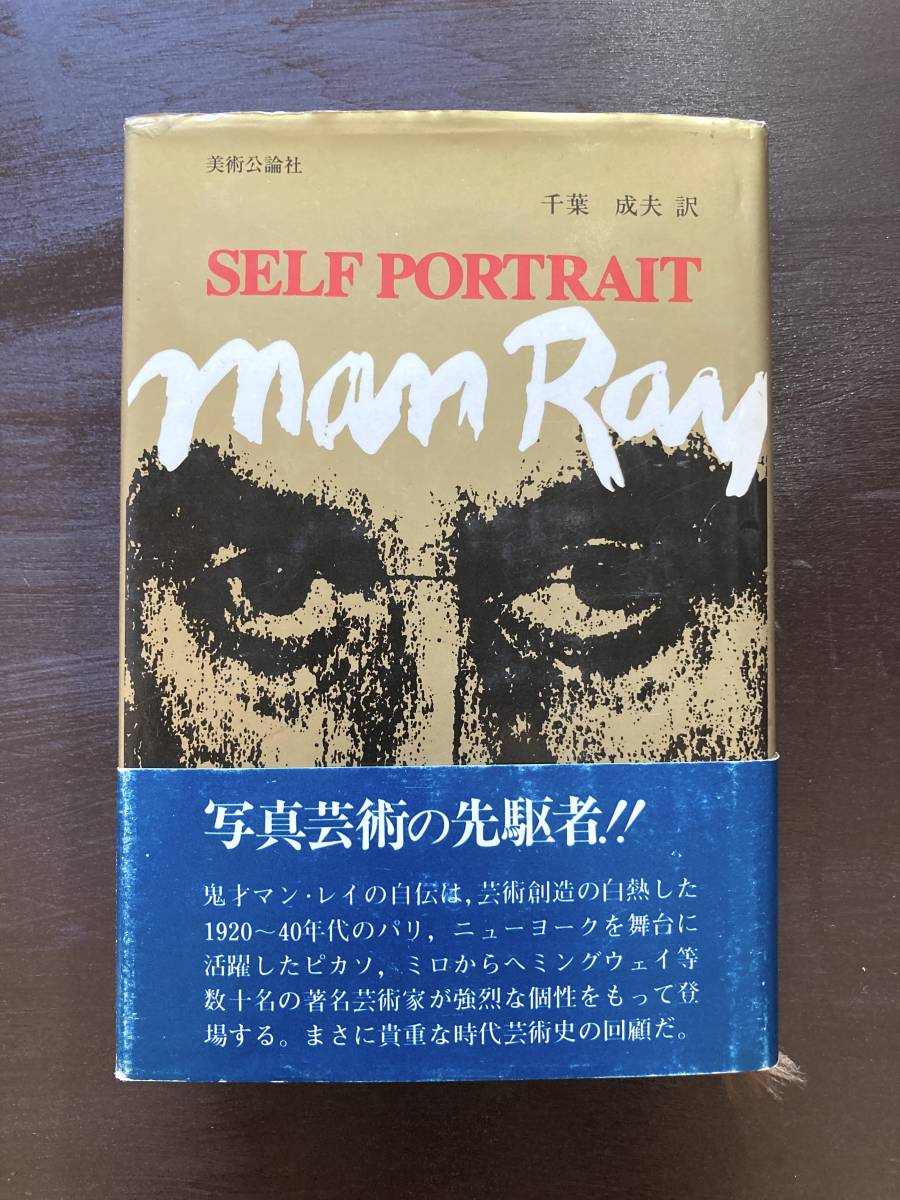 美術公論社
千葉 成夫 訳
SELF PORTRAIT
man Ray
写真芸術の先駆者!!
鬼才マン・レイの自伝は,芸術創造の白熱した
1920〜40年代のパリ,ニューヨークを舞台に
活躍したピカソ,ミロからヘミングウェイ等
数十名の著名芸術家が強烈な個性をもって登
場する。まさに貴重な時代芸術史の回顧だ。